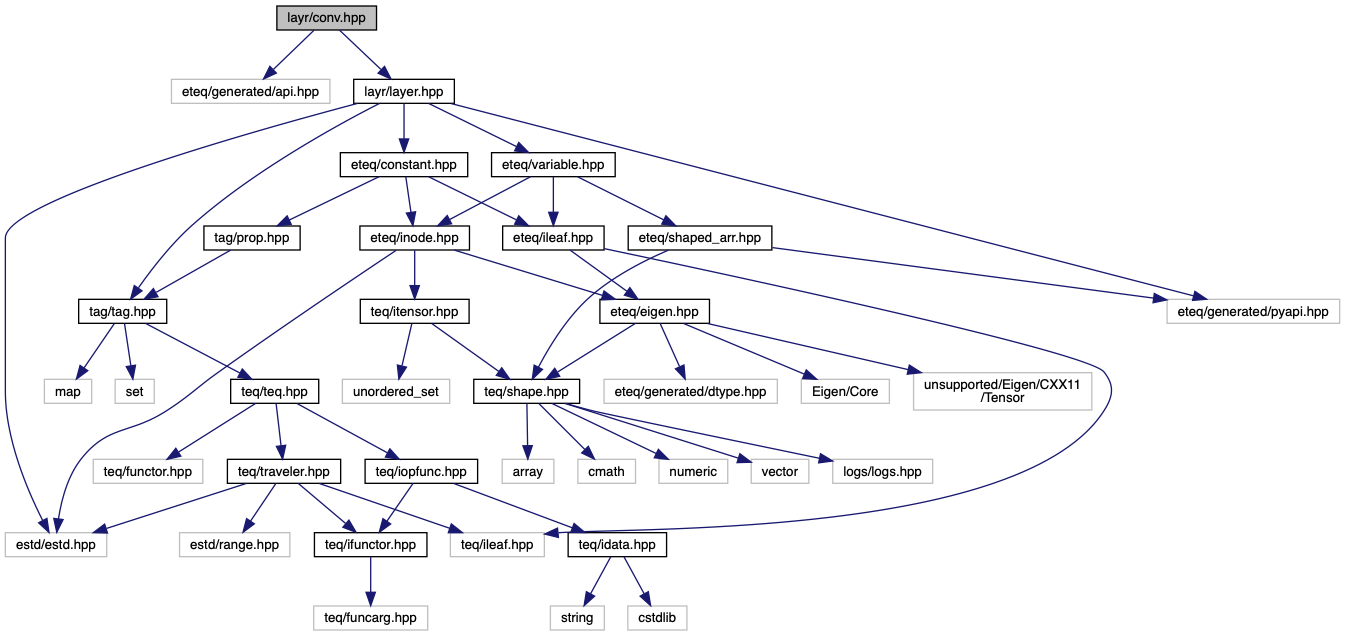 layr/conv.hpp
eteq/generated/api.hpp
layr/layer.hpp
eteq/constant.hpp
eteq/variable.hpp
tag/prop.hpp
eteq/inode.hpp
eteq/ileaf.hpp
eteq/shaped_arr.hpp
tag/tag.hpp
teq/itensor.hpp
eteq/eigen.hpp
eteq/generated/pyapi.hpp
map
set
teq/teq.hpp
unordered_set
teq/shape.hpp
eteq/generated/dtype.hpp
Eigen/Core
unsupported/Eigen/CXX11
/Tensor
teq/functor.hpp
teq/traveler.hpp
teq/iopfunc.hpp
array
cmath
numeric
vector
logs/logs.hpp
estd/estd.hpp
estd/range.hpp
teq/ifunctor.hpp
teq/ileaf.hpp
teq/idata.hpp
teq/funcarg.hpp
string
cstdlib